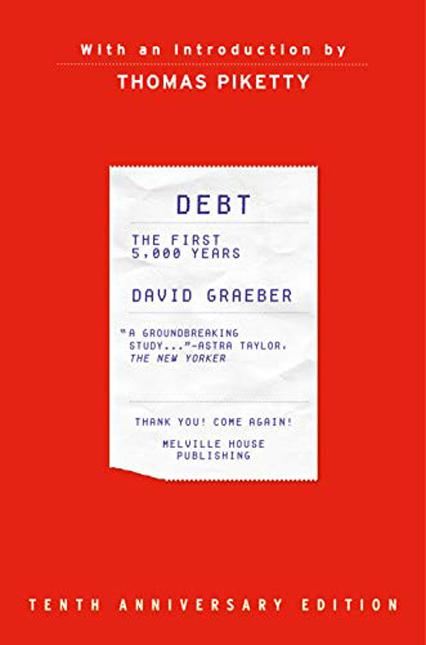 With an Introduction by
THOMAS PIKETTY
DEBT
THE FIRST
5,000 YEARS
DAVID GRAEBER
"A GROUNDBREAKING
STUDY..."-ASTRA TAYLOR,
THE NEW YORKER
THANK YOU! COME AGAIN!
MELVILLE HOUSE
PUBLISHING
TENTH ANNIVERSARY EDITION